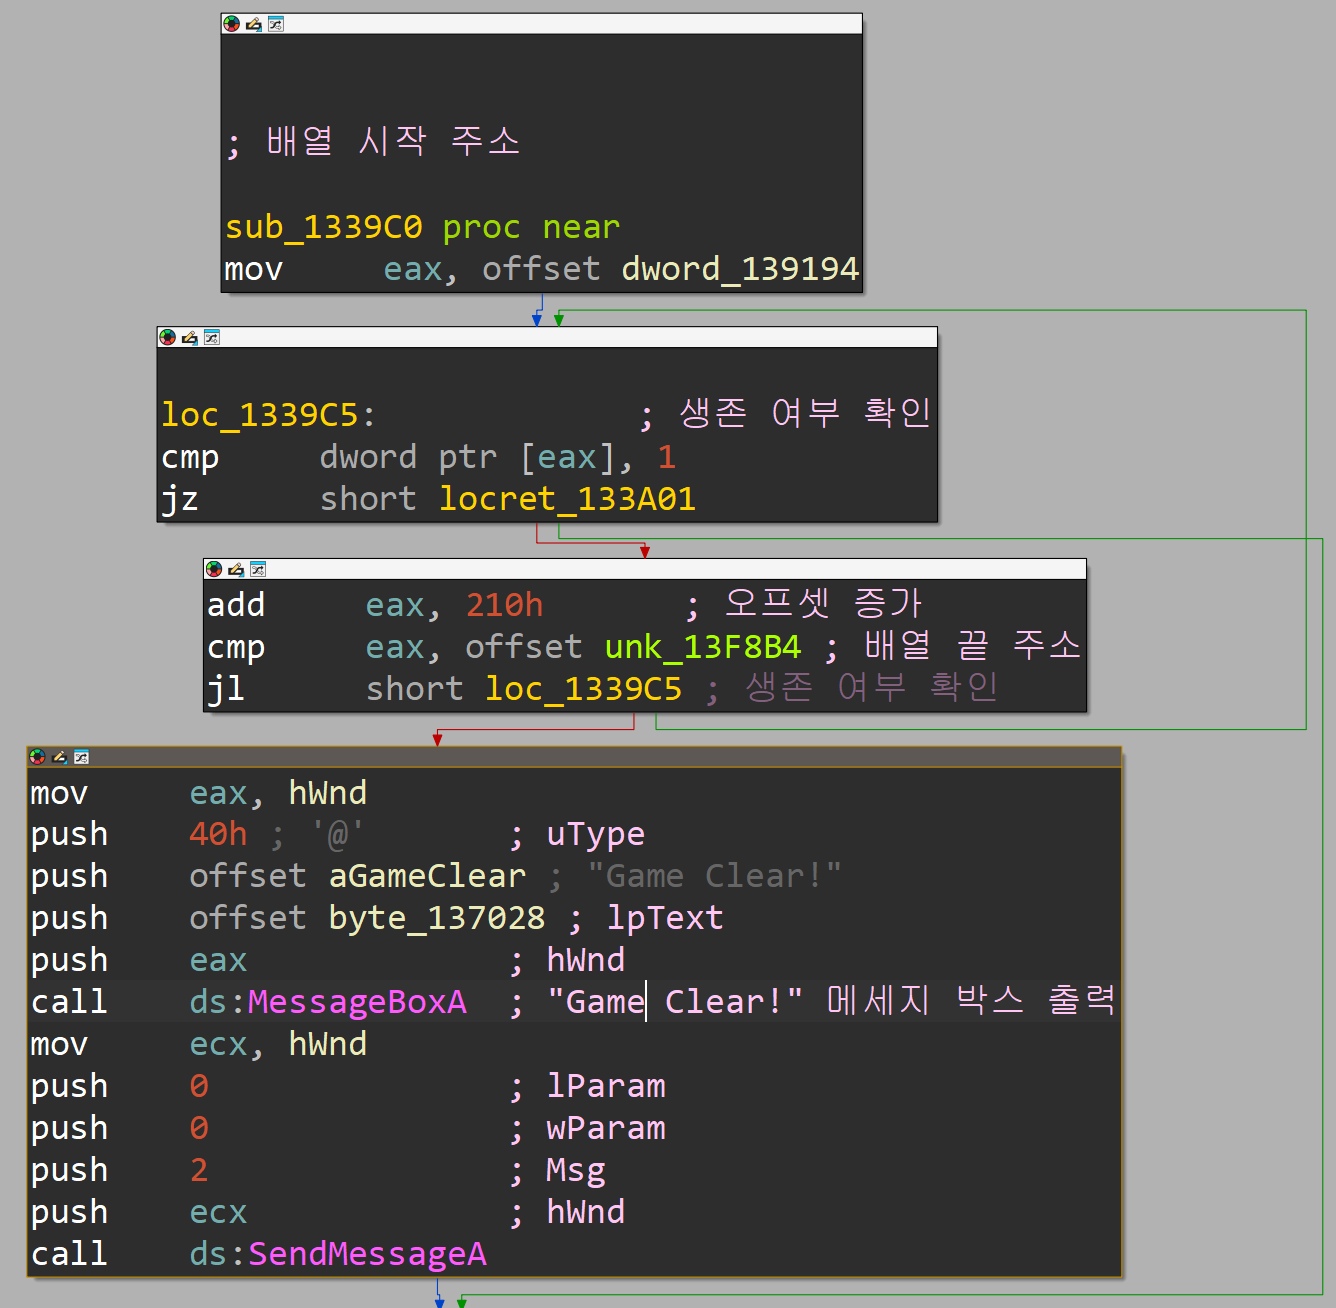 ; 배열 시작 주소
sub_1339C0 proc near
mov eax, offset dword_139194
loc_1339C5: ; 생존 여부 확인
cmp dword ptr [eax], 1
jz short locret_133A01
add eax, 210h ; 오프셋 증가
cmp eax, offset unk_13F8B4 ; 배열 끝 주소
jl short loc_1339C5 ; 생존 여부 확인
mov eax, hWnd
push 40h ; '@' ; uType
push offset aGameClear ; "Game Clear!"
push offset byte_137028 ; lpText
push eax ; hWnd
call ds:MessageBoxA ; "Game Clear!" 메세지 박스 출력
mov ecx, hWnd
push 0 ; lParam
push 0 ; wParam
push 2 ; Msg
push ecx ; hWnd
call ds:SendMessageA